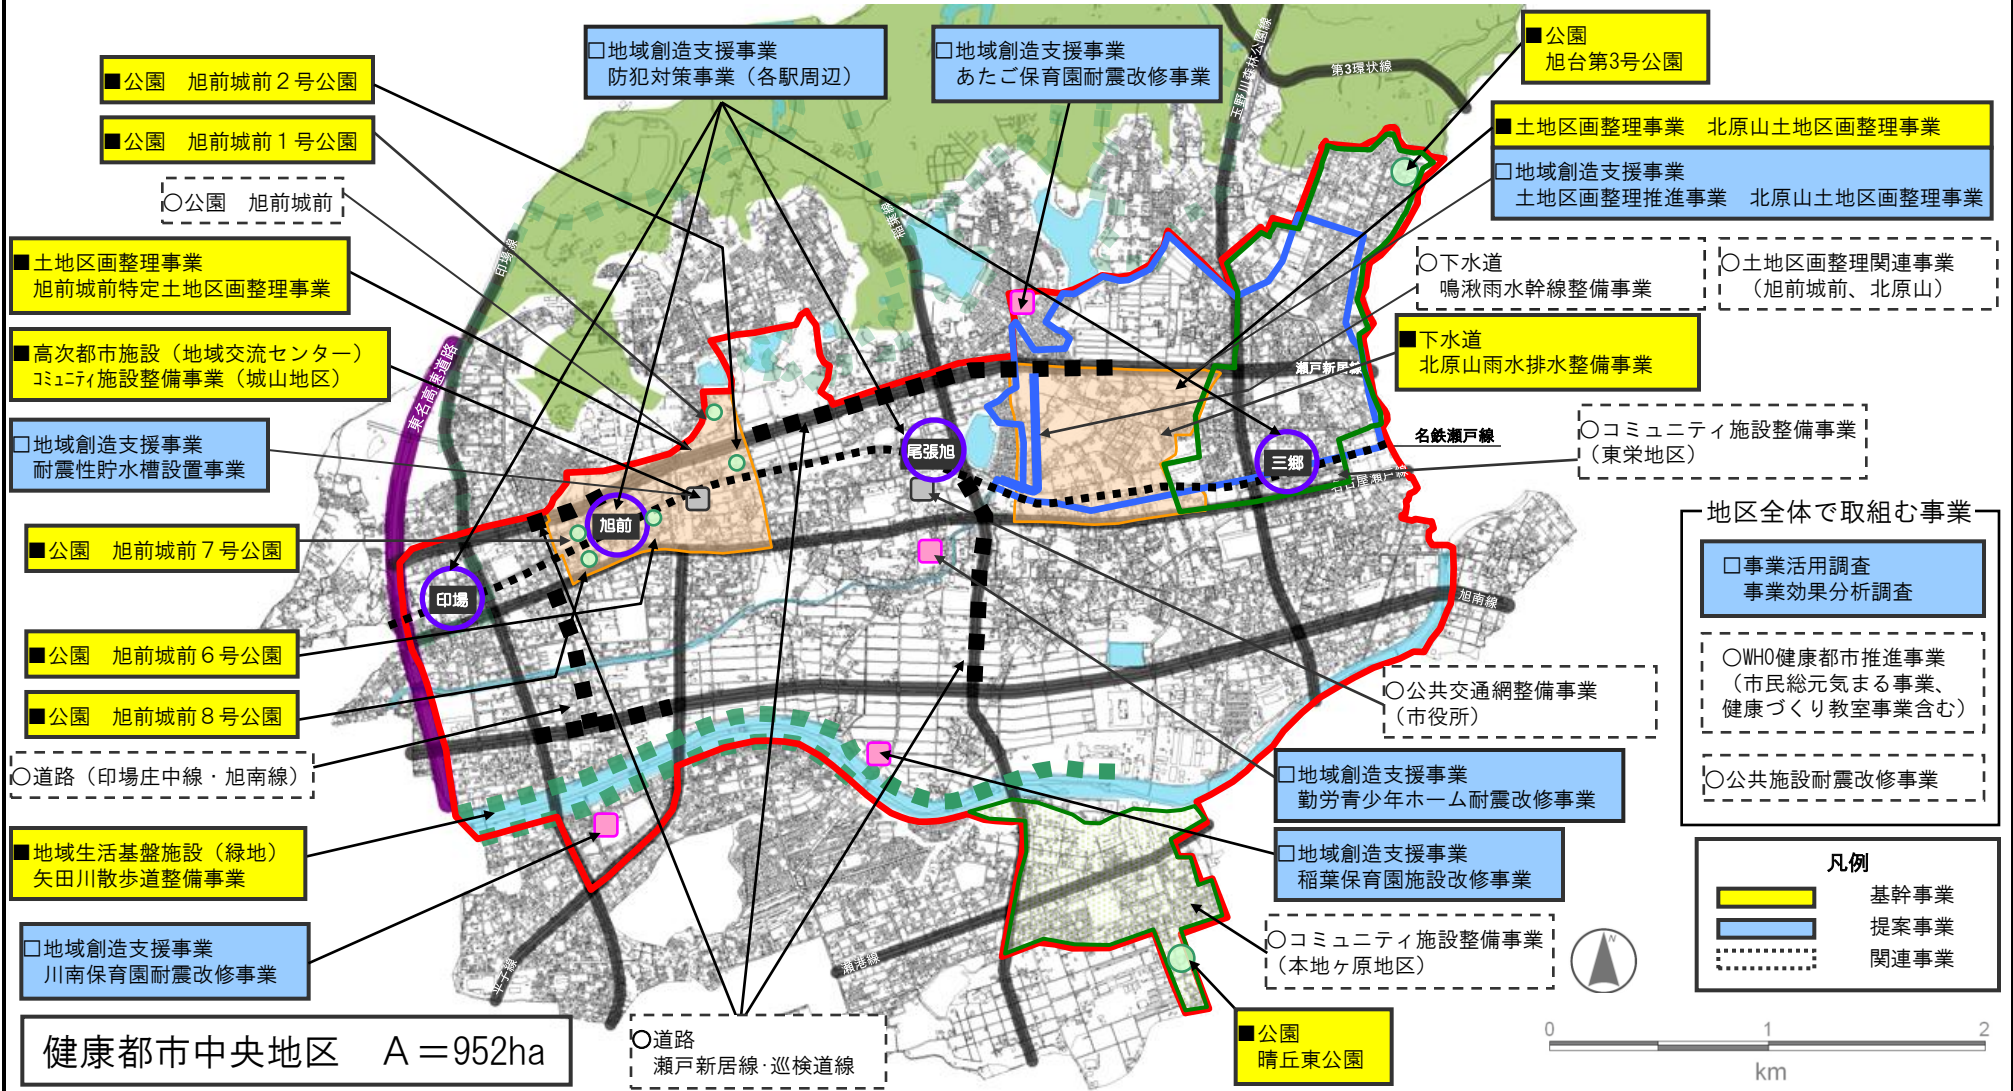 ■公園　旭前城前２号公園
■公園　旭前城前１号公園
○公園　旭前城前
■土地区画整理事業
旭前城前特定土地区画整理事業
■高次都市施設（地域交流センター）
コミュニティ施設整備事業（城山地区）
□地域創造支援事業
耐震性貯水槽設置事業
■公園　旭前城前７号公園
■公園　旭前城前６号公園
■公園　旭前城前８号公園
○道路（印場庄中線・旭南線）
■地域生活基盤施設（緑地）
矢田川散歩道整備事業
□地域創造支援事業
川南保育園耐震改修事業
健康都市中央地区　Ａ＝952ha
□地域創造支援事業
防犯対策事業（各駅周辺）
□地域創造支援事業
あたご保育園耐震改修事業
■公園
旭台第3号公園
■土地区画整理事業　北原山土地区画整理事業
□地域創造支援事業
土地区画整理推進事業　北原山土地区画整理事業
○下水道
鳴湫雨水幹線整備事業
○土地区画整理関連事業
（旭前城前、北原山）
■下水道
北原山雨水排水整備事業
○コミュニティ施設整備事業
（東栄地区）
地区全体で取組む事業
□事業活用調査
事業効果分析調査
○WHO健康都市推進事業
（市民総元気まる事業、
健康づくり教室事業含む）
○公共施設耐震改修事業
○公共交通網整備事業
（市役所）
□地域創造支援事業
勤労青少年ホーム耐震改修事業
□地域創造支援事業
稲葉保育園施設改修事業
○コミュニティ施設整備事業
（本地ヶ原地区）
■公園
晴丘東公園
○道路
瀬戸新居線･巡検道線
凡例
基幹事業
提案事業
関連事業
0
1
2
km
N
印場
旭前
尾張旭
三郷
東名高速道路
印場線
第3環状線
玉野川森林公園線
瀬戸新居線
名鉄瀬戸線
名古屋瀬戸線
旭南線
瀬港線